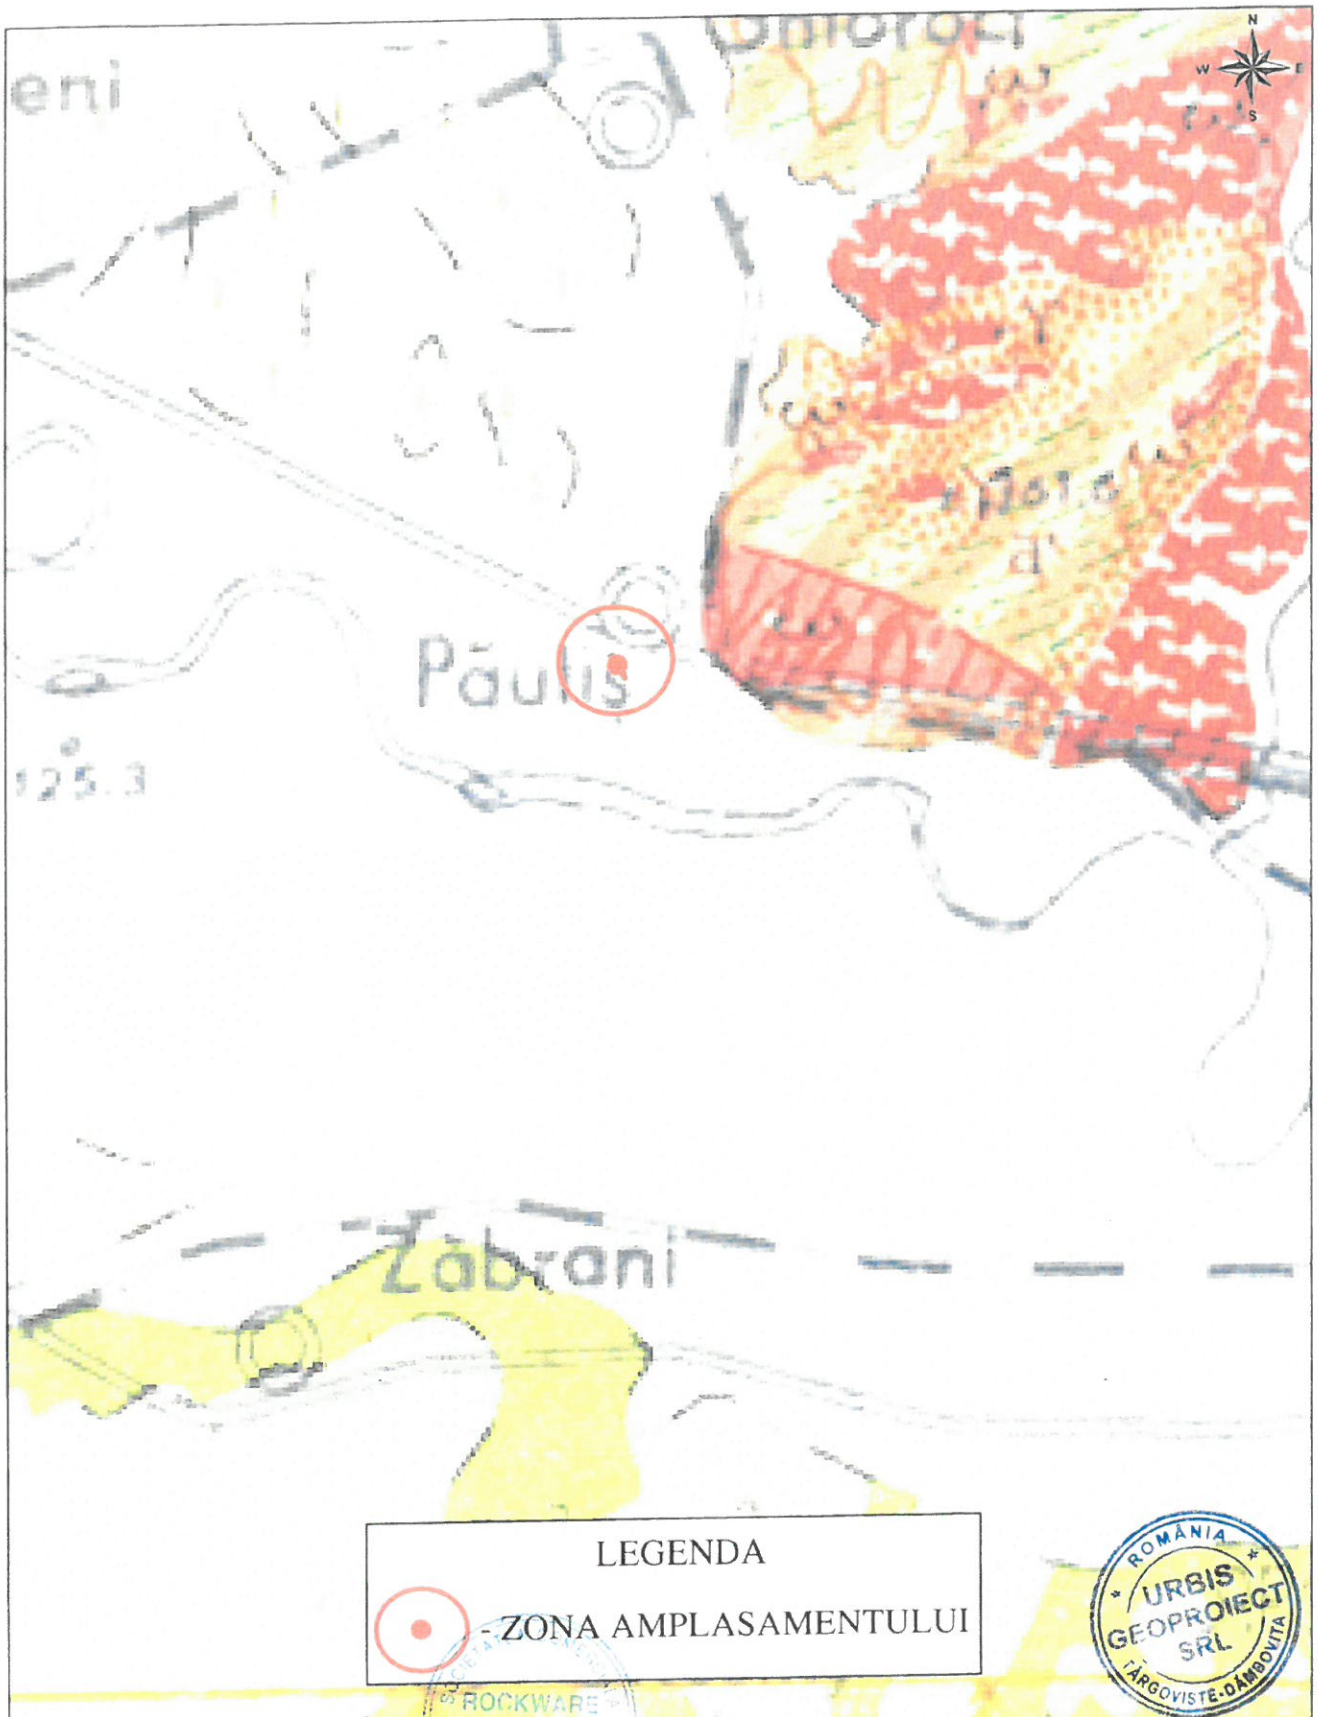 N
W E
S
eni
Păuliș
125.3
Zăbrani
LEGENDA
- ZONA AMPLASAMENTULUI
ROMÂNIA
URBIS
GEOPROIECT
SRL
TÂRGOVIȘTE-DÂMBOVIȚA
ROCKWARE